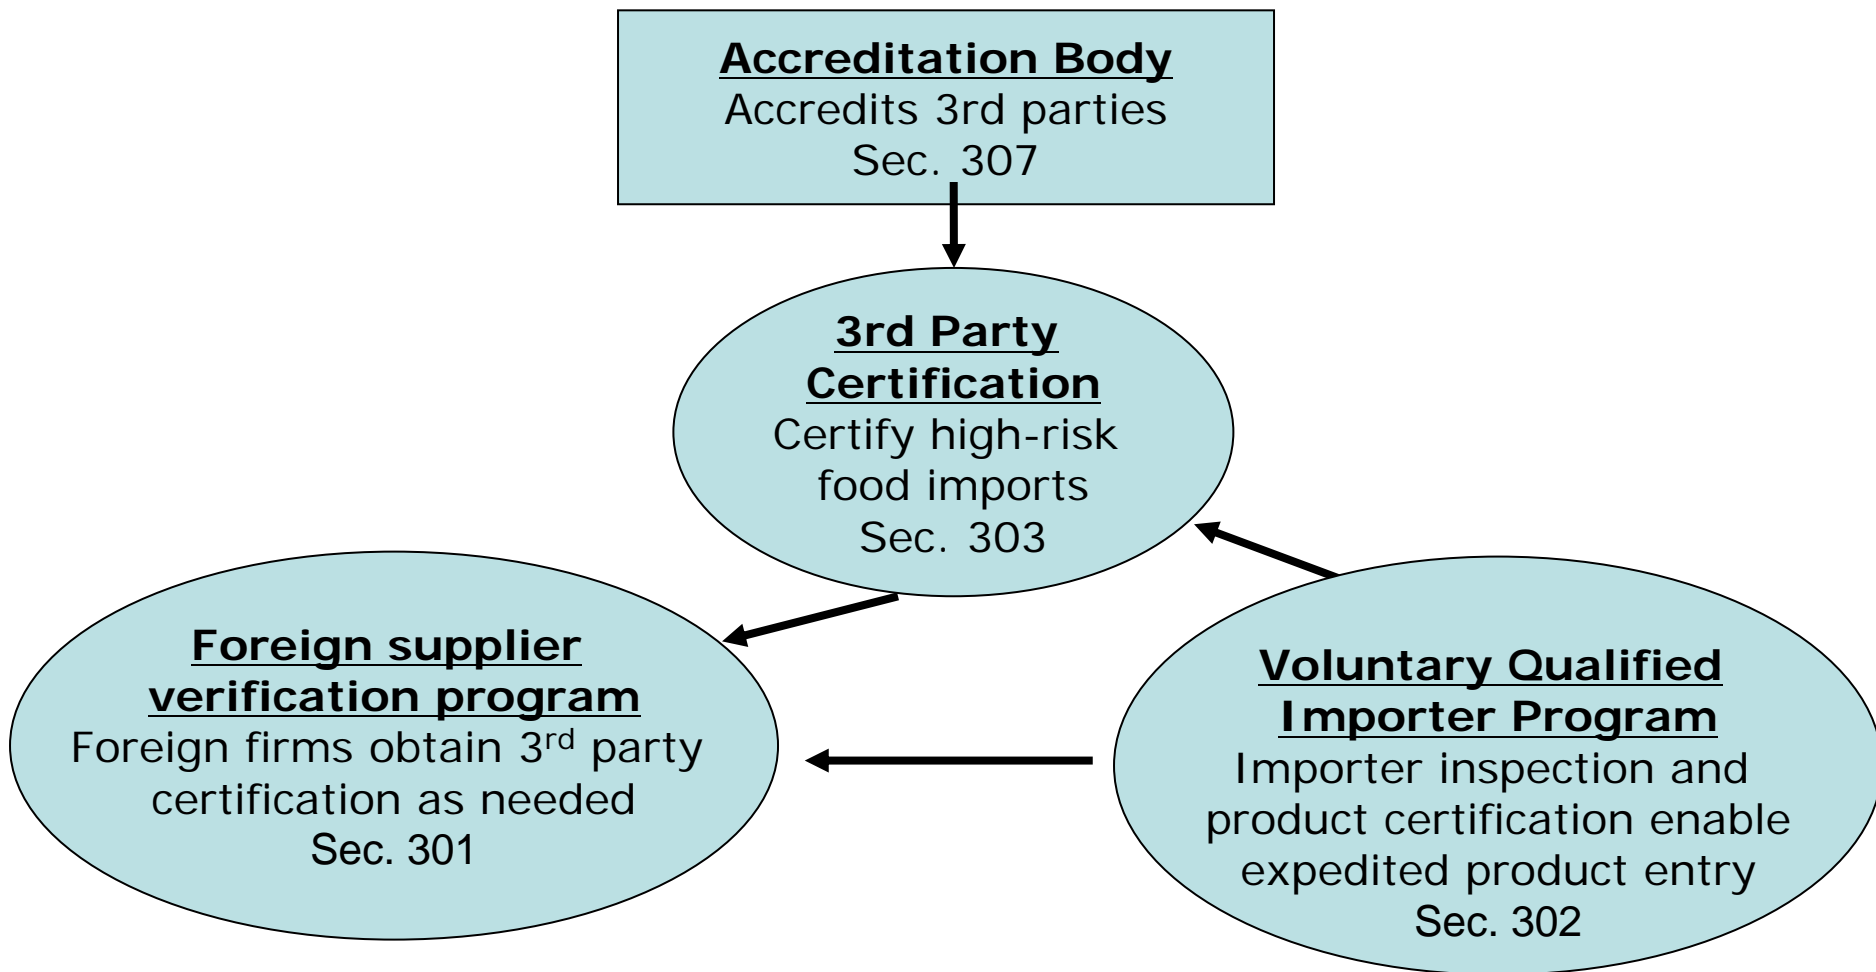 Accreditation Body
Accredits 3rd parties
Sec. 307
3rd Party
Certification
Certify high-risk
food imports
Sec. 303
Foreign supplier
verification program
Foreign firms obtain 3rd party
certification as needed
Sec. 301
Voluntary Qualified
Importer Program
Importer inspection and
product certification enable
expedited product entry
Sec. 302